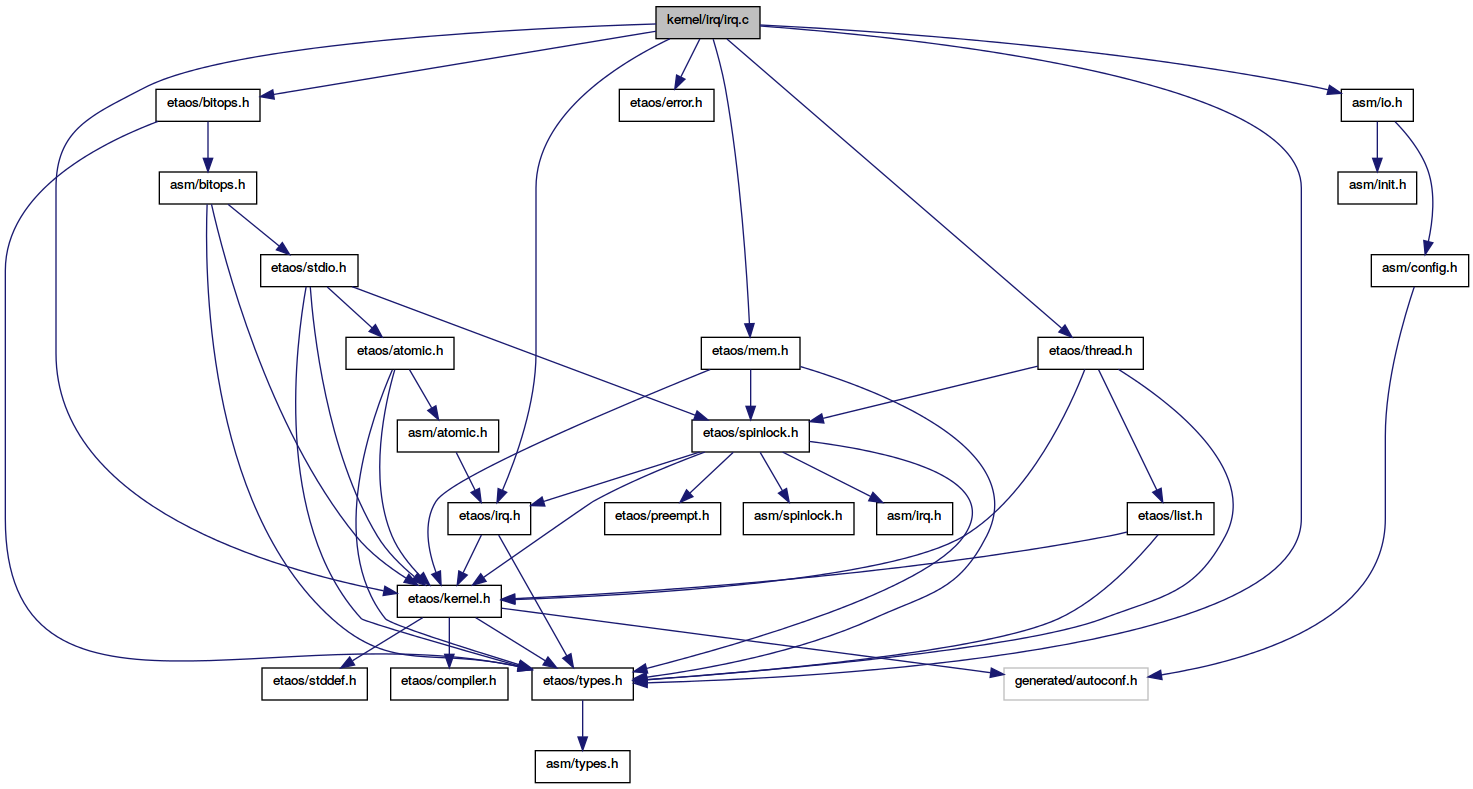 kernel/irq/irq.c
etaos/bitops.h
etaos/error.h
asm/io.h
asm/bitops.h
asm/init.h
etaos/stdio.h
asm/config.h
etaos/atomic.h
etaos/mem.h
etaos/thread.h
asm/atomic.h
etaos/spinlock.h
etaos/irq.h
etaos/preempt.h
asm/spinlock.h
asm/irq.h
etaos/list.h
etaos/kernel.h
etaos/stddef.h
etaos/compiler.h
etaos/types.h
generated/autoconf.h
asm/types.h